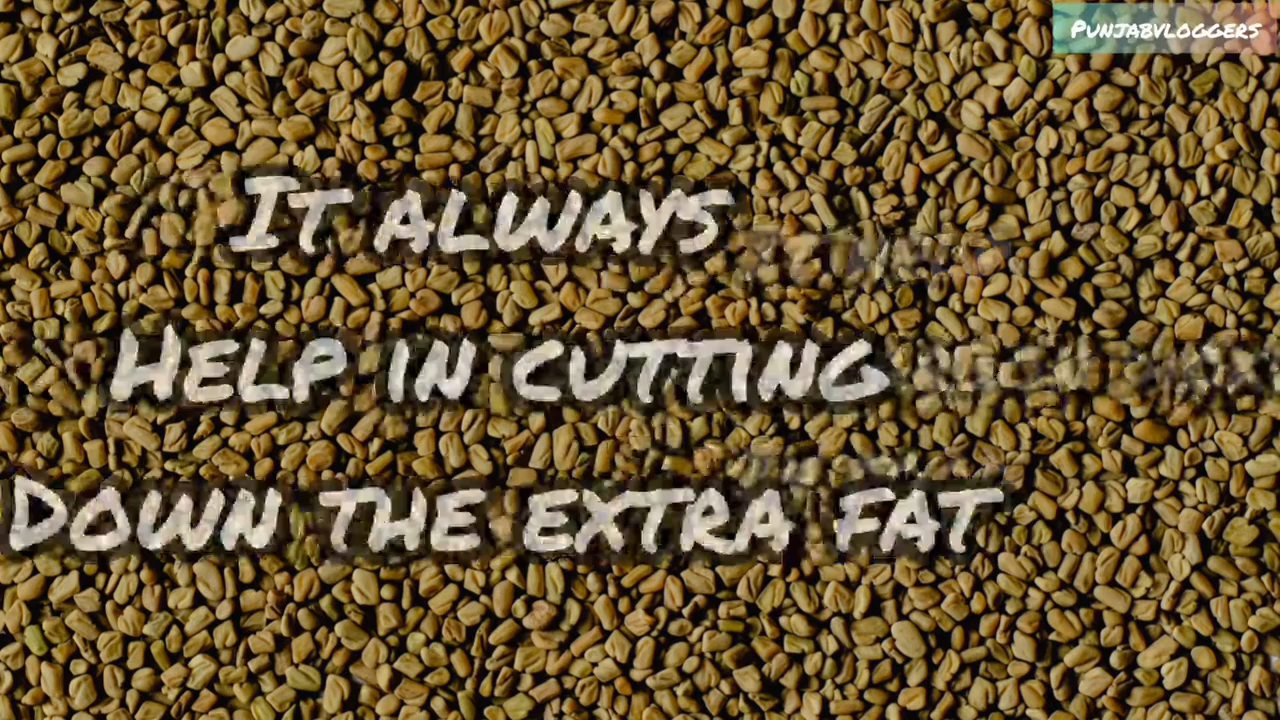 Punjabvloggers
It always
Help in cutting
Down the extra fat